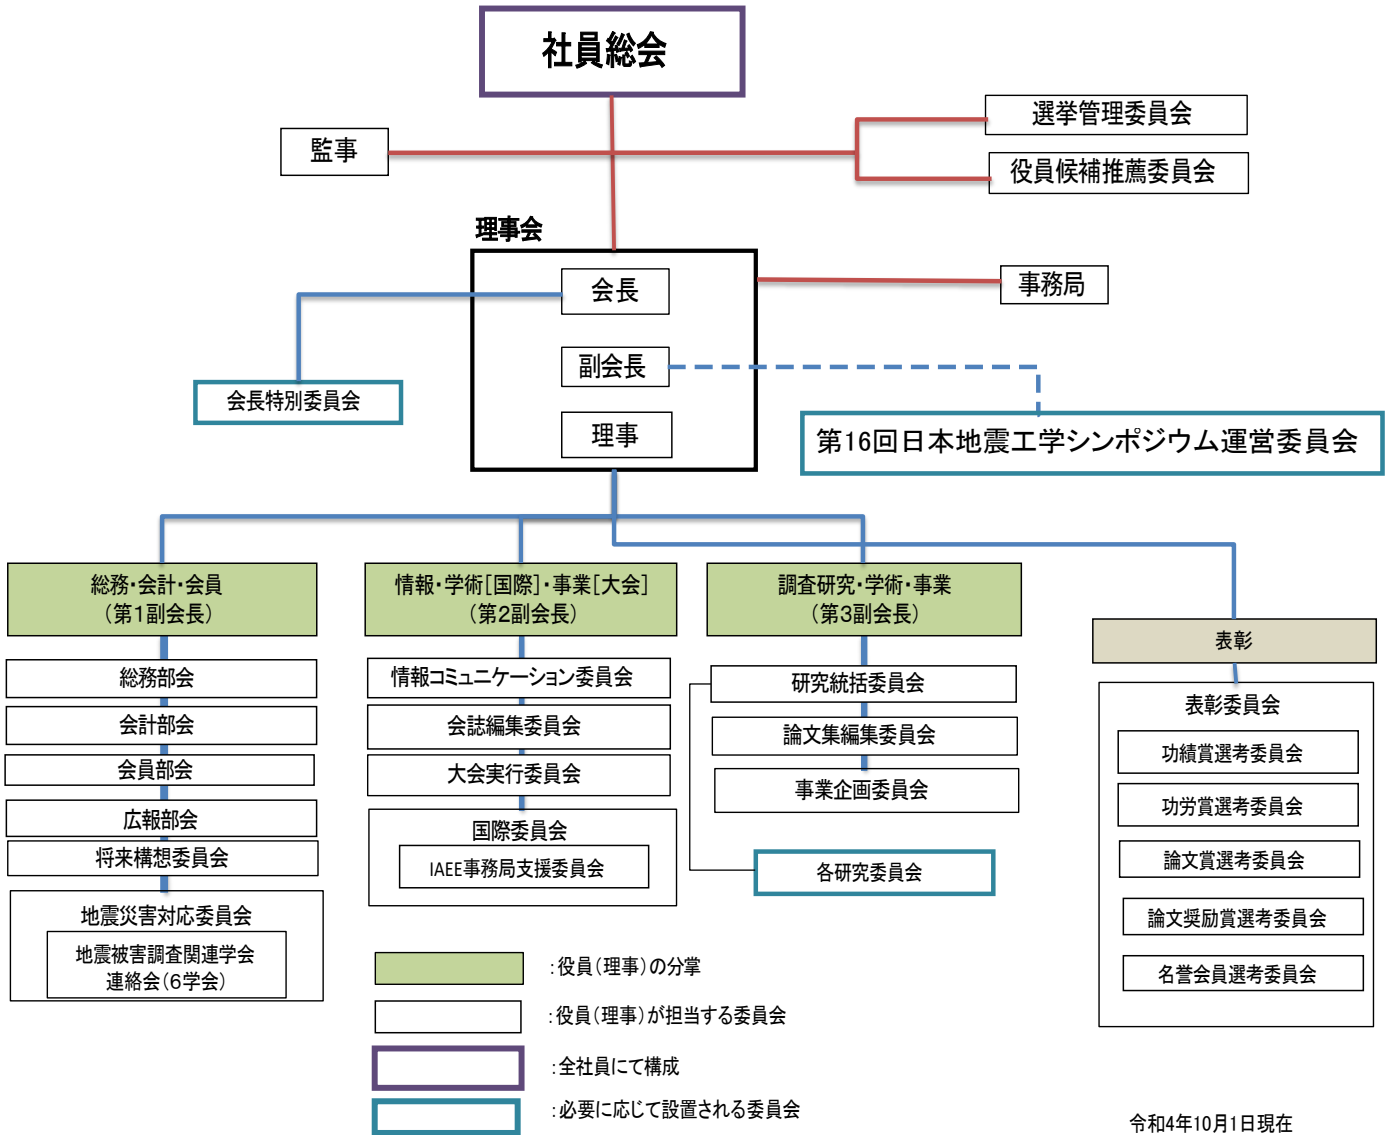 社員総会
選挙管理委員会
監事
役員候補推薦委員会
理事会
会長
事務局
副会長
会長特別委員会
理事
第16回日本地震工学シンポジウム運営委員会
総務・会計・会員
（第1副会長）
総務部会
会計部会
会員部会
広報部会
将来構想委員会
地震災害対応委員会
地震被害調査関連学会
連絡会（6学会）
情報・学術［国際］・事業［大会］
（第2副会長）
情報コミュニケーション委員会
会誌編集委員会
大会実行委員会
国際委員会
IAEE事務局支援委員会
調査研究・学術・事業
（第3副会長）
研究統括委員会
論文集編集委員会
事業企画委員会
各研究委員会
表彰
表彰委員会
功績賞選考委員会
功労賞選考委員会
論文賞選考委員会
論文奨励賞選考委員会
名誉会員選考委員会
：役員（理事）の分掌
：役員（理事）が担当する委員会
：全社員にて構成
：必要に応じて設置される委員会
令和4年10月1日現在